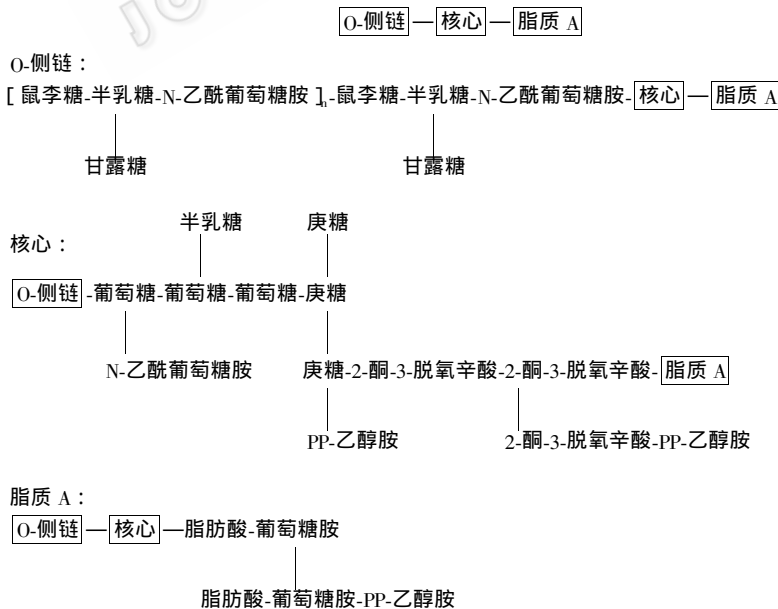 O-侧链—核心—脂质 A
O-侧链：
[ 鼠李糖-半乳糖-N-乙酰葡萄糖胺 ]n-鼠李糖-半乳糖-N-乙酰葡萄糖胺-核心—脂质 A
甘露糖 甘露糖
半乳糖 庚糖
核心：
O-侧链-葡萄糖-葡萄糖-葡萄糖-庚糖
N-乙酰葡萄糖胺 庚糖-2-酮-3-脱氧辛酸-2-酮-3-脱氧辛酸-脂质 A
PP-乙醇胺 2-酮-3-脱氧辛酸-PP-乙醇胺
脂质 A：
O-侧链—核心—脂肪酸-葡萄糖胺
脂肪酸-葡萄糖胺-PP-乙醇胺